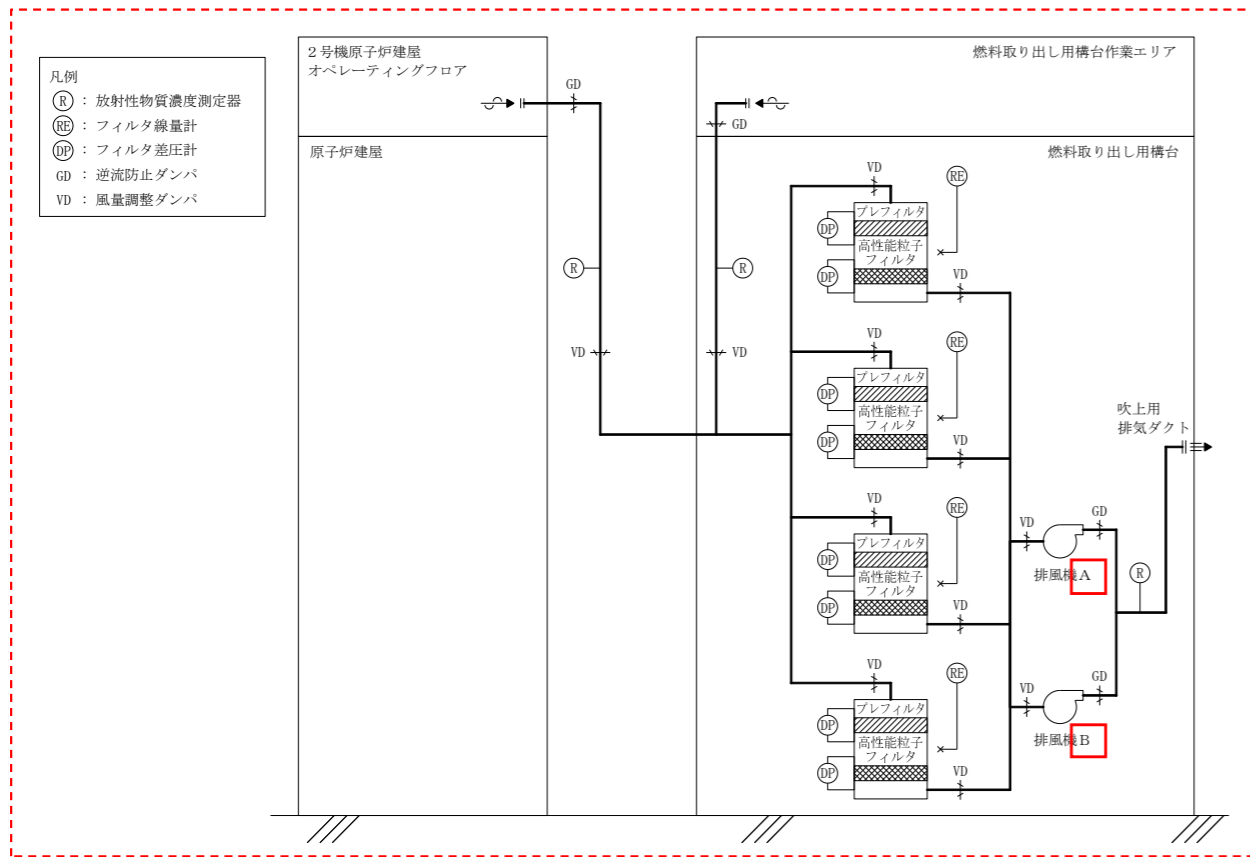 凡例
R : 放射性物質濃度測定器
RE : フィルタ線量計
DP : フィルタ差圧計
GD : 逆流防止ダンパ
VD : 風量調整ダンパ
2号機原子炉建屋
オペレーティングフロア
GD
原子炉建屋
R
VD
燃料取り出し用構台作業エリア
GD
燃料取り出し用構台
R
VD
VD
RE
プレフィルタ
DP
高性能粒子
フィルタ
DP
VD
VD
RE
プレフィルタ
DP
高性能粒子
フィルタ
DP
VD
VD
RE
プレフィルタ
DP
高性能粒子
フィルタ
DP
VD
VD
RE
プレフィルタ
DP
高性能粒子
フィルタ
DP
VD
VD
GD
排風機A
VD
GD
排風機B
R
吹上用
排気ダクト